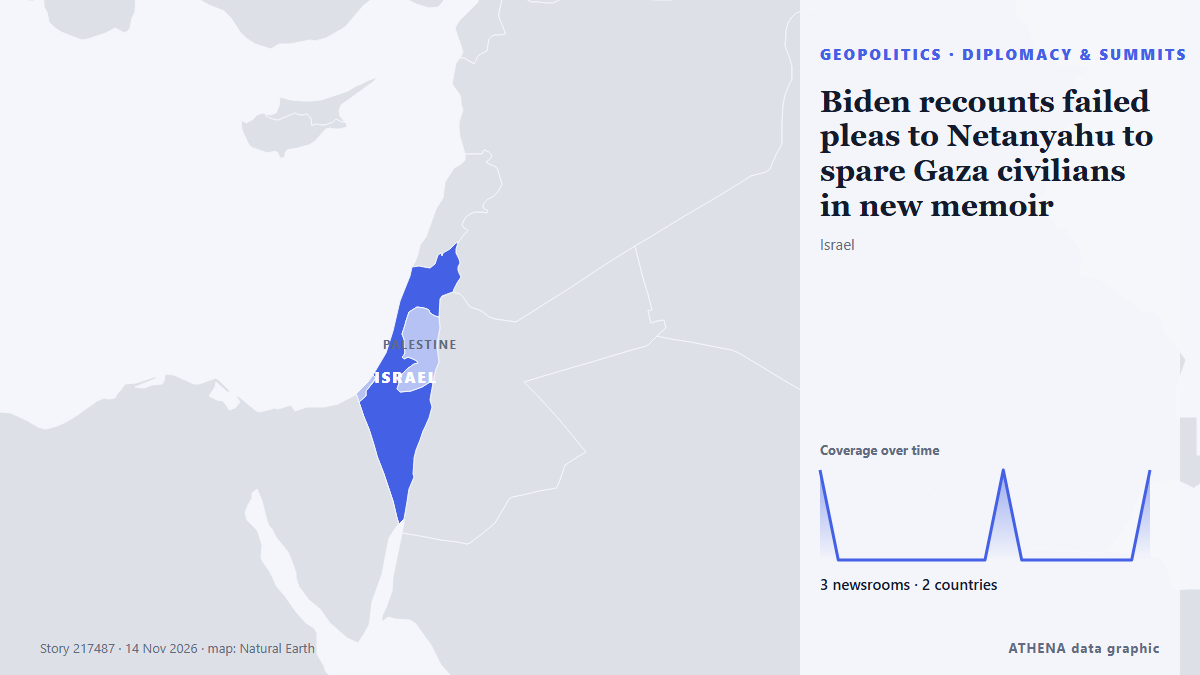 GEOPOLITICS · DIPLOMACY & SUMMITS
Biden recounts failed
pleas to Netanyahu to
spare Gaza civilians
in new memoir
Israel
PALESTINE
ISRAEL
Coverage over time
3 newsrooms · 2 countries
Story 217487 · 14 Nov 2026 · map: Natural Earth
ATHENA data graphic